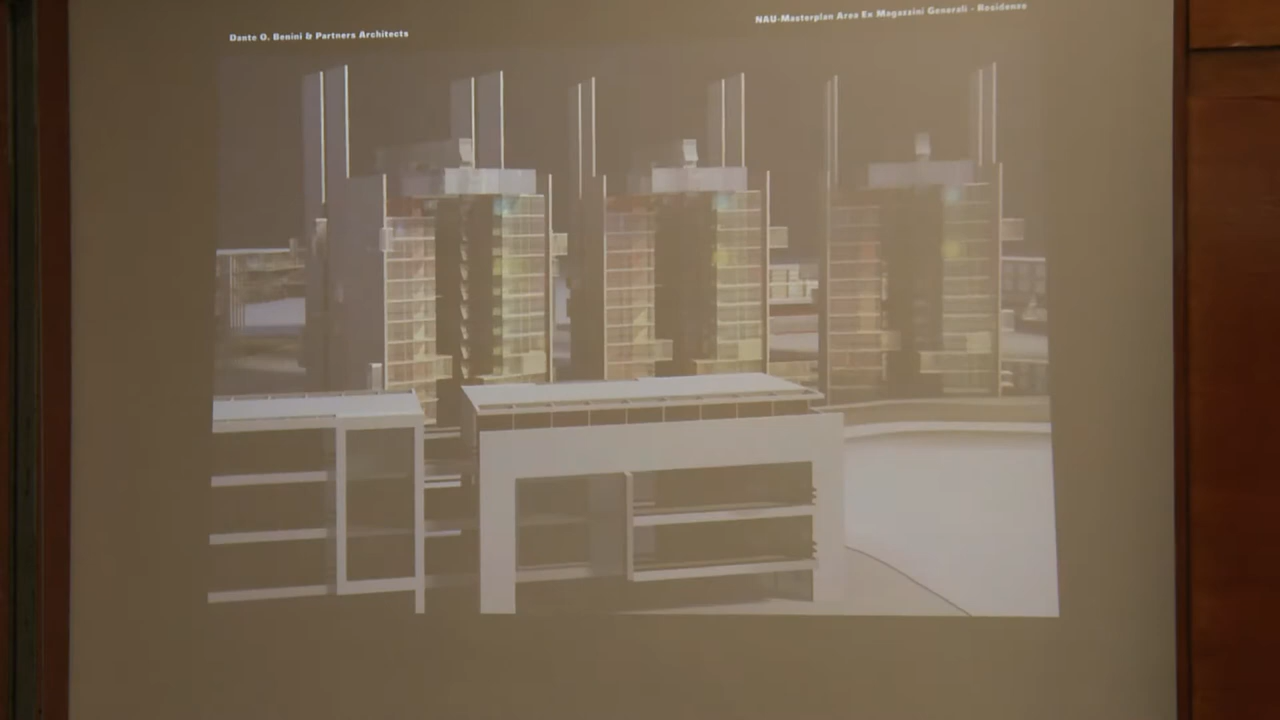 Dante O. Benini & Partners Architects
NAU-Masterplan Area Ex Magazzini Generali - Residenze